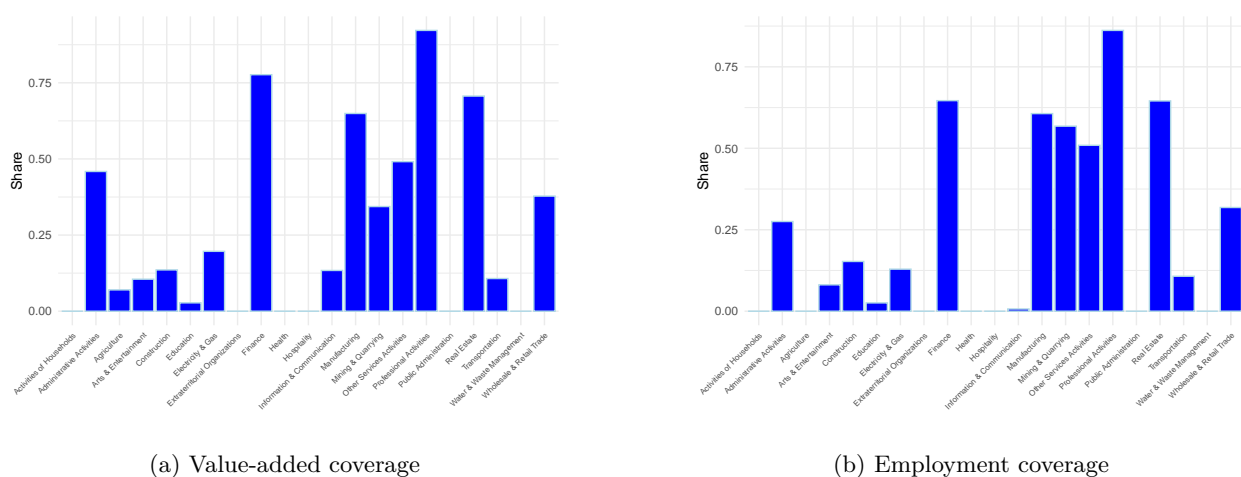 Share
0.75
0.50
0.25
0.00
Activities of Households
Administrative Activities
Agriculture
Arts & Entertainment
Construction
Education
Electricity & Gas
Extraterritorial Organizations
Finance
Health
Hospitality
Information & Communication
Manufacturing
Mining & Quarrying
Other Services Activities
Professional Activities
Public Administration
Real Estate
Transportation
Water & Waste Management
Wholesale & Retail Trade
(a) Value-added coverage
Share
0.75
0.50
0.25
0.00
Activities of Households
Administrative Activities
Agriculture
Arts & Entertainment
Construction
Education
Electricity & Gas
Extraterritorial Organizations
Finance
Health
Hospitality
Information & Communication
Manufacturing
Mining & Quarrying
Other Services Activities
Professional Activities
Public Administration
Real Estate
Transportation
Water & Waste Management
Wholesale & Retail Trade
(b) Employment coverage